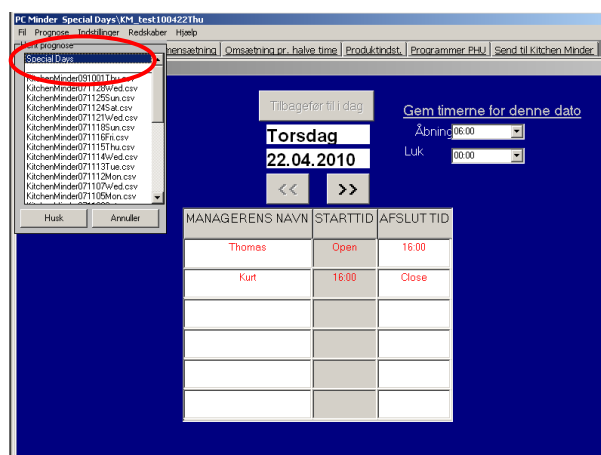 PC Minder Special Days\KM_test100422Thu
Fil Prognose Indstillinger Redskaber Hjælp
Hent prognose
mensætning Omsætning pr. halve time Produktindst. Programmer PHU Send til Kitchen Minder
Special Days
KitchenMinder091001Thu.csv
KitchenMinder071128Wed.csv
KitchenMinder071125Sun.csv
KitchenMinder071124Sat.csv
KitchenMinder071121Wed.csv
KitchenMinder071118Sun.csv
KitchenMinder071116Fri.csv
KitchenMinder071115Thu.csv
KitchenMinder071114Wed.csv
KitchenMinder071113Tue.csv
KitchenMinder071112Mon.csv
KitchenMinder071107Wed.csv
KitchenMinder071105Mon.csv
Husk Annuller
Tilbagefør til i dag
Torsdag
22.04.2010
<< >>
Gem timerne for denne dato
Åbning 06:00
Luk 00:00
MANAGERENS NAVN STARTTID AFSLUT TID
Thomas Open 16:00
Kurt 16:00 Close